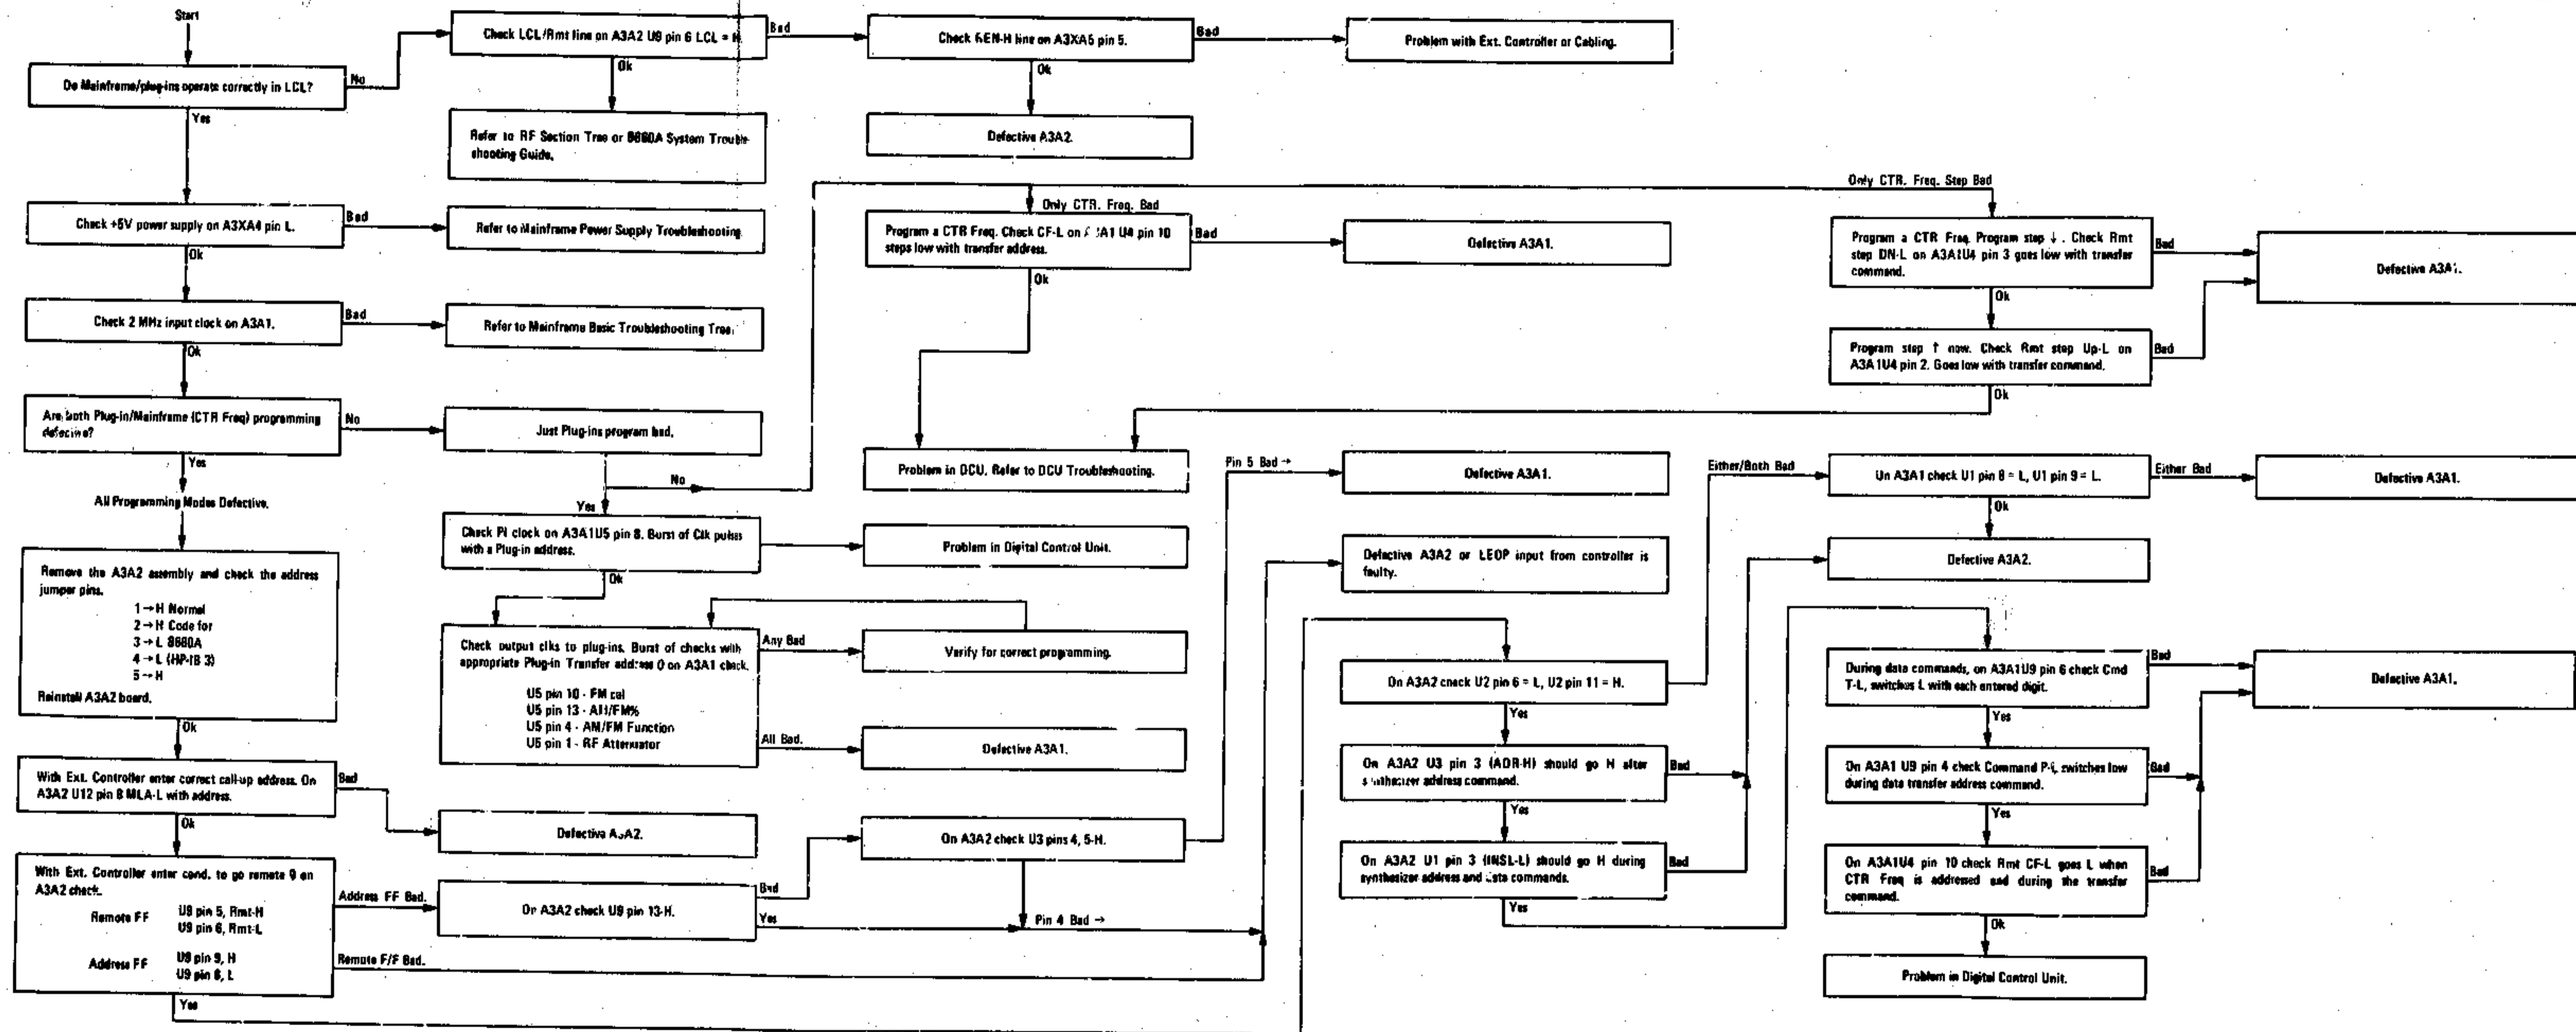 Start
Do Mainframe/plug-ins operate correctly in LCL?
No
Yes
Check LCL/Rmt line on A3A2 U9 pin 6 LCL = H.
Bad
Ok
Refer to RF Section Tree or 8660A System Trouble-
shooting Guide.
Check REN-H line on A3XA5 pin 5.
Bad
Ok
Problem with Ext. Controller or Cabling.
Defective A3A2.
Check +5V power supply on A3XA4 pin L.
Bad
Ok
Refer to Mainframe Power Supply Troubleshooting
Check 2 MHz input clock on A3A1.
Bad
Ok
Refer to Mainframe Basic Troubleshooting Tree.
Are both Plug-in/Mainframe (CTR Freq) programming
defective?
No
Yes
Just Plug-ins program bad.
No
Yes
Only CTR. Freq. Bad
Program a CTR Freq. Check CF-L on A1 U4 pin 10
steps low with transfer address.
Bad
Ok
Defective A3A1.
Only CTR. Freq. Step Bad
Program a CTR Freq. Program step ↓ . Check Rmt
step DN-L on A3A1U4 pin 3 goes low with transfer
command.
Bad
Ok
Defective A3A1.
Program step ↑ now. Check Rmt step Up-L on
A3A1U4 pin 2. Goes low with transfer command.
Bad
Ok
Problem in DCU. Refer to DCU Troubleshooting.
All Programming Modes Defective.
Remove the A3A2 assembly and check the address
jumper pins.
1 → H Normal
2 → H Code for
3 → L 8660A
4 → L (HP-IB 3)
5 → H
Reinstall A3A2 board.
Ok
Check PI clock on A3A1U5 pin 8. Burst of Clk pulses
with a Plug-in address.
Ok
Problem in Digital Control Unit.
Check output clks to plug-ins. Burst of checks with
appropriate Plug-in Transfer address 0 on A3A1 check.
U5 pin 10 - FM cal
U5 pin 13 - AM/FM%
U5 pin 4 - AM/FM Function
U5 pin 1 - RF Attenuator
Any Bad
All Bad.
Verify for correct programming.
Defective A3A1.
With Ext. Controller enter correct call-up address. On
A3A2 U12 pin 8 MLA-L with address.
Bad
Ok
Defective A2.
With Ext. Controller enter cond. to go remote 0 on
A3A2 check.
Remote FF
U9 pin 5, Rmt-H
U9 pin 6, Rmt-L
Address FF
U9 pin 9, H
U9 pin 8, L
Address FF Bad.
Remote F/F Bad.
Yes
On A3A2 check U9 pin 13-H.
Bad
Yes
On A3A2 check U3 pins 4, 5-H.
Pin 4 Bad →
Pin 5 Bad →
Defective A3A1.
Defective A3A2 or LEOP input from controller is
faulty.
On A3A2 check U2 pin 6 = L, U2 pin 11 = H.
Either/Both Bad
Yes
On A3A1 check U1 pin 8 = L, U1 pin 9 = L.
Either Bad
Ok
Defective A3A1.
Defective A3A2.
On A3A2 U3 pin 3 (ADR-H) should go H after
synthesizer address command.
Bad
Yes
On A3A2 U1 pin 3 (INSL-L) should go H during
synthesizer address and data commands.
Bad
Yes
During data commands, on A3A1U9 pin 6 check Cmd
T-L, switches L with each entered digit.
Bad
Yes
Defective A3A1.
On A3A1 U9 pin 4 check Command P-L switches low
during data transfer address command.
Bad
Yes
On A3A1U4 pin 10 check Rmt CF-L goes L when
CTR Freq is addressed and during the transfer
command.
Bad
Ok
Problem in Digital Control Unit.